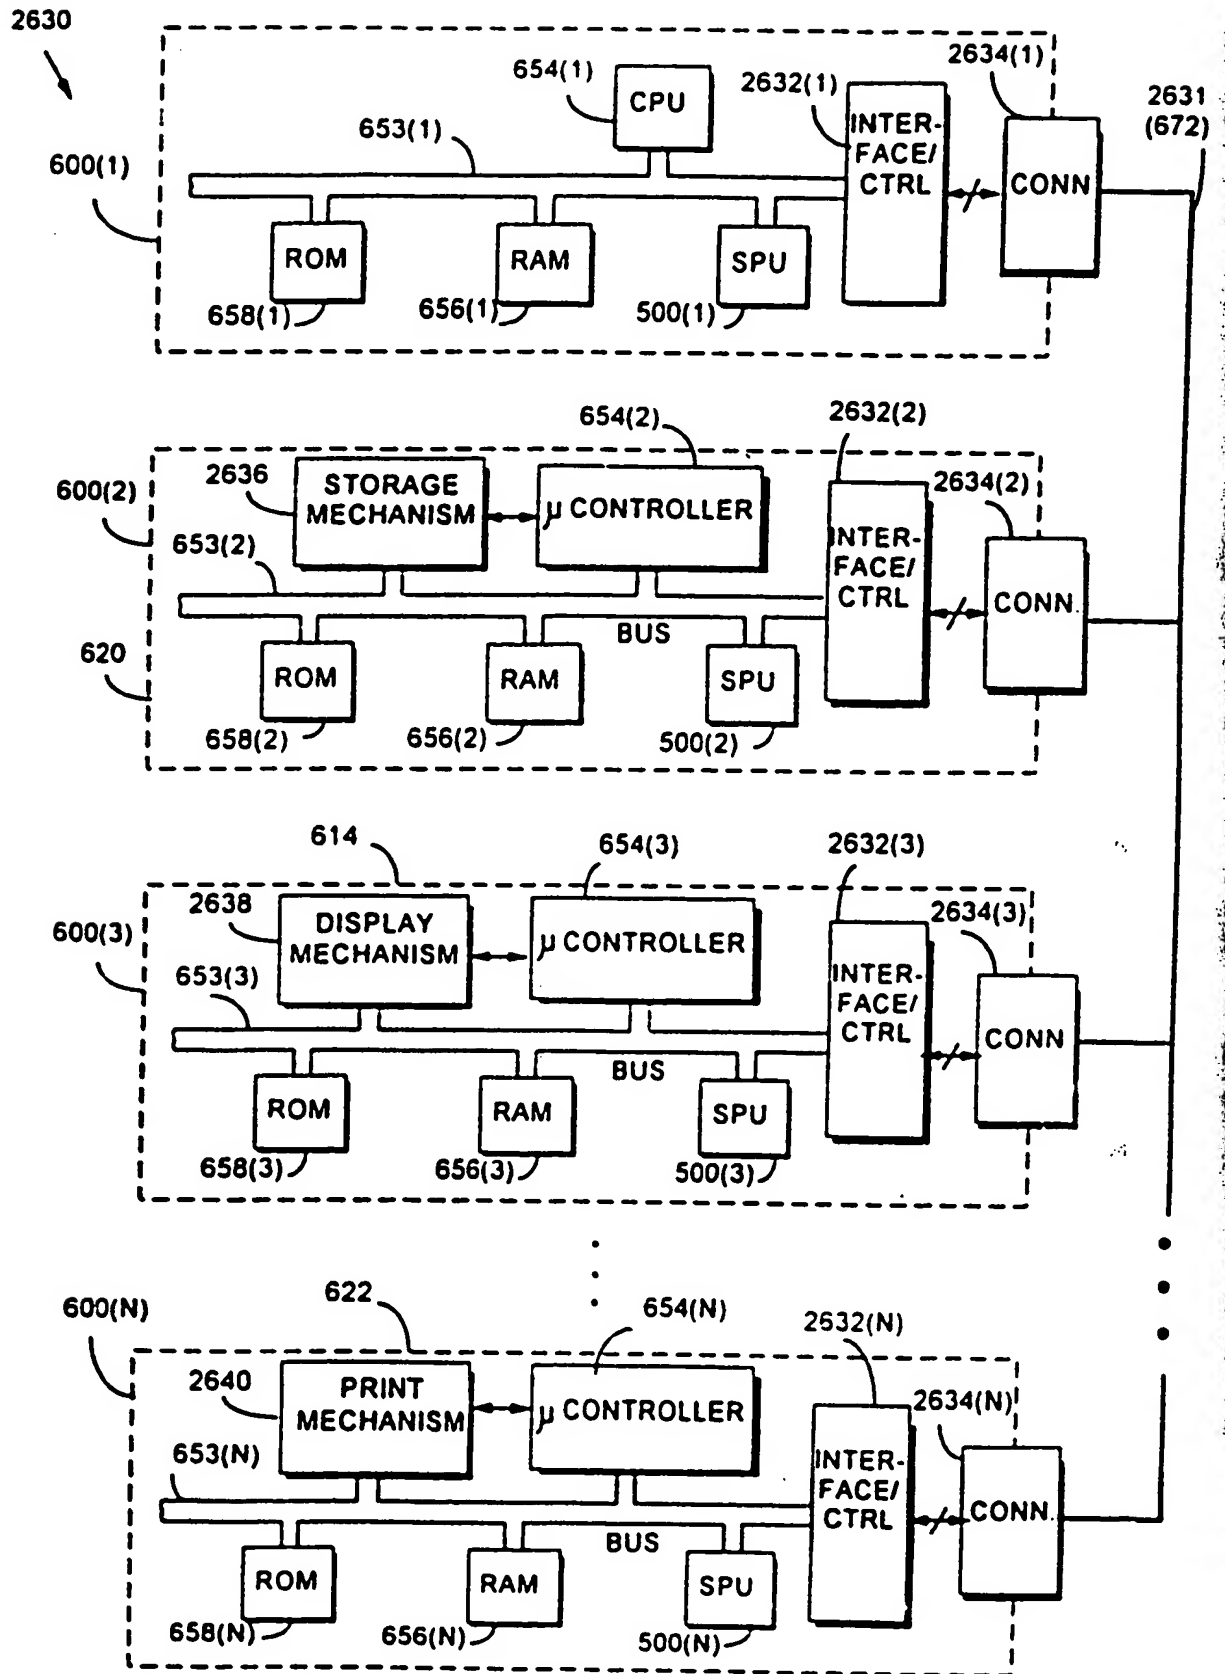 2630
654(1)
CPU
2632(1)
2634(1)
2631
(672)
653(1)
INTER-
FACE/
CTRL
600(1)
CONN
ROM
RAM
SPU
658(1)
656(1)
500(1)
654(2)
2632(2)
2636
STORAGE
MECHANISM
µ CONTROLLER
2634(2)
600(2)
653(2)
INTER-
FACE/
CTRL
CONN.
BUS
620
ROM
RAM
SPU
658(2)
656(2)
500(2)
614
654(3)
2632(3)
2638
DISPLAY
MECHANISM
µ CONTROLLER
2634(3)
600(3)
653(3)
INTER-
FACE/
CTRL
CONN
BUS
ROM
RAM
SPU
658(3)
656(3)
500(3)
600(N)
622
654(N)
2632(N)
2640
PRINT
MECHANISM
µ CONTROLLER
2634(N)
653(N)
INTER-
FACE/
CTRL
CONN.
BUS
ROM
RAM
SPU
658(N)
656(N)
500(N)